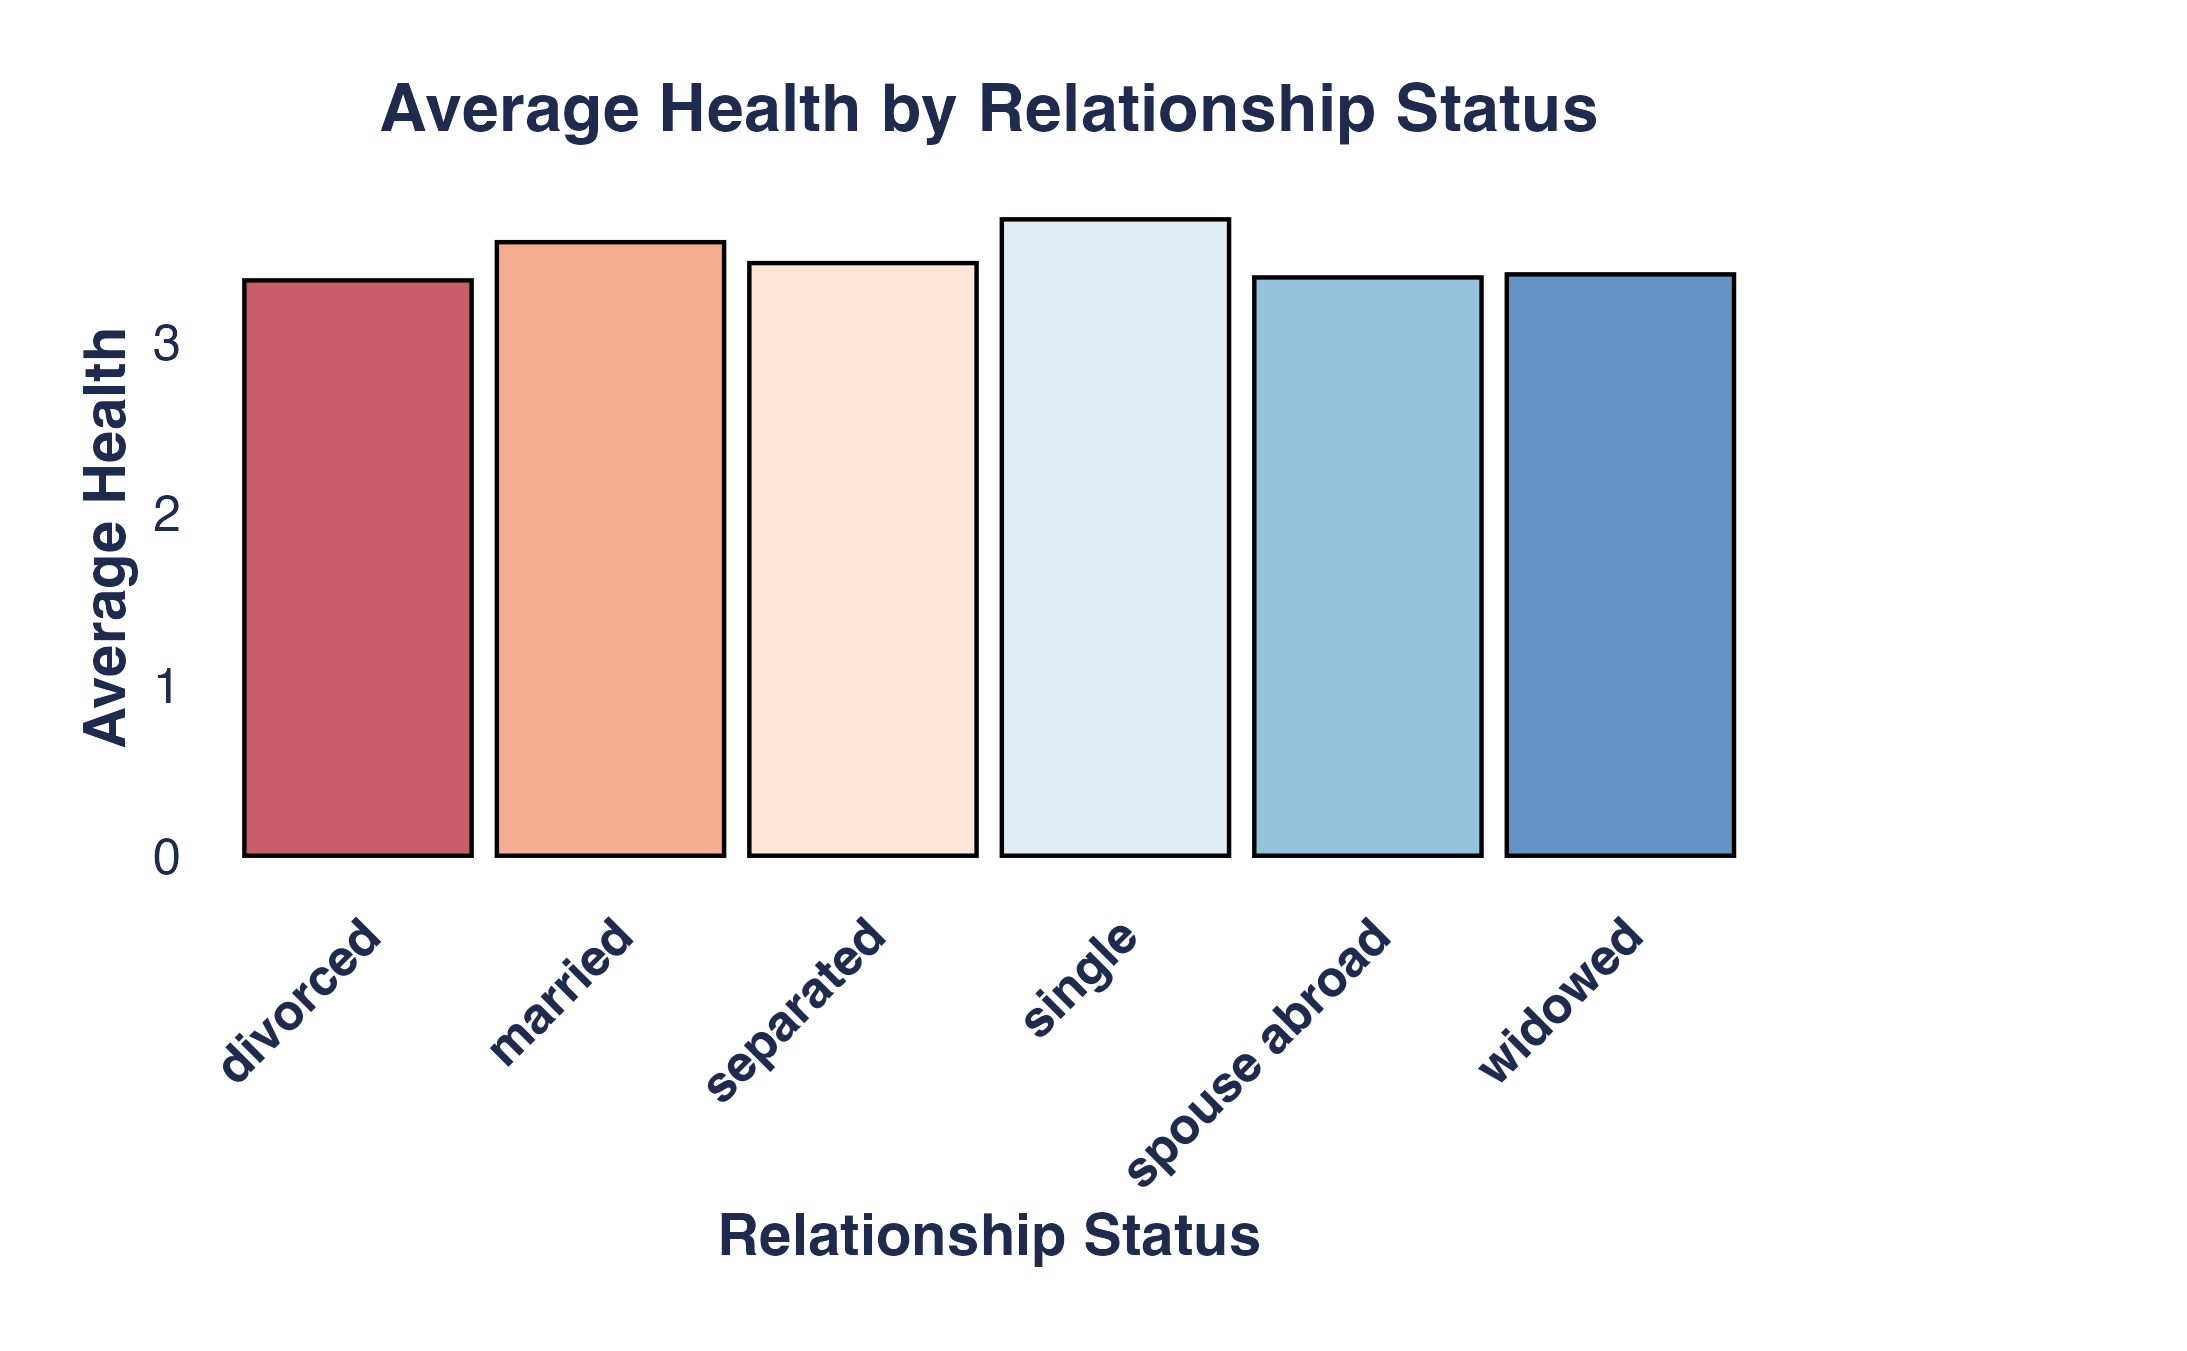 Average Health by Relationship Status
Average Health
3
2
1
0
divorced
married
separated
single
spouse abroad
widowed
Relationship Status